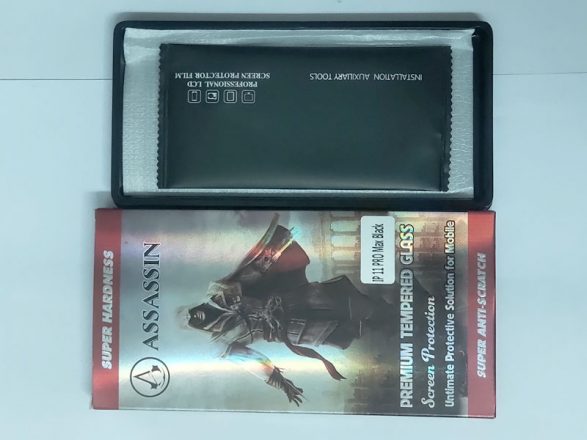 INSTALLATION AUXILIARY TOOLS
PROFESSIONAL LCD
SCREEN PROTECTOR FILM
SUPER HARDNESS
ASSASSIN
IP 11 PRO Max Black
PREMIUM TEMPERED GLASS
Screen Protection
Untimate Protective Solution for Mobile
SUPER ANTI-SCRATCH